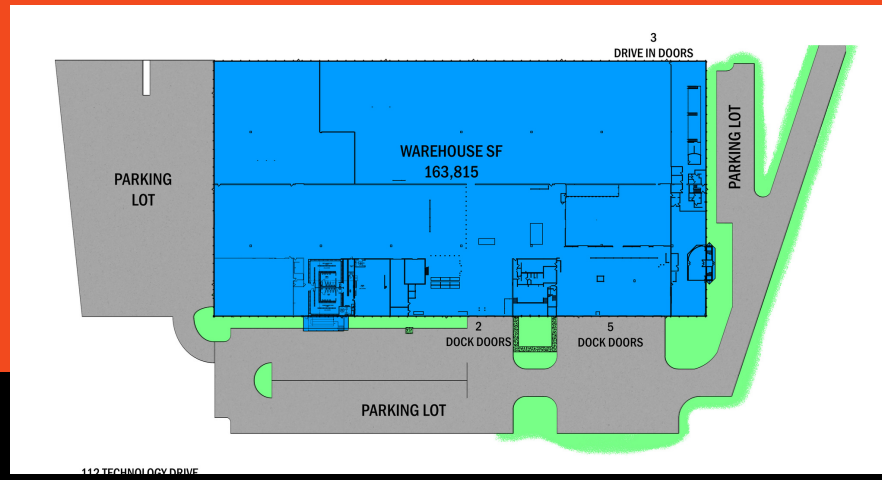 3
DRIVE IN DOORS
PARKING LOT
WAREHOUSE SF
163,815
PARKING
LOT
2
DOCK DOORS
5
DOCK DOORS
PARKING LOT
112 TECHNOLOGY DRIVE